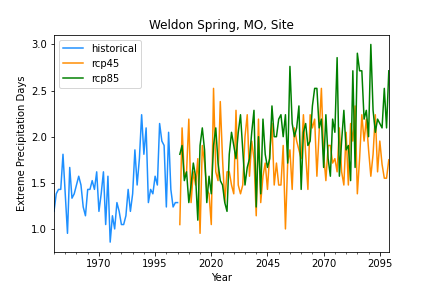 Weldon Spring, MO, Site
historical
rcp45
rcp85
Extreme Precipitation Days
3.0
2.5
2.0
1.5
1.0
1970 1995 2020 2045 2070 2095
Year